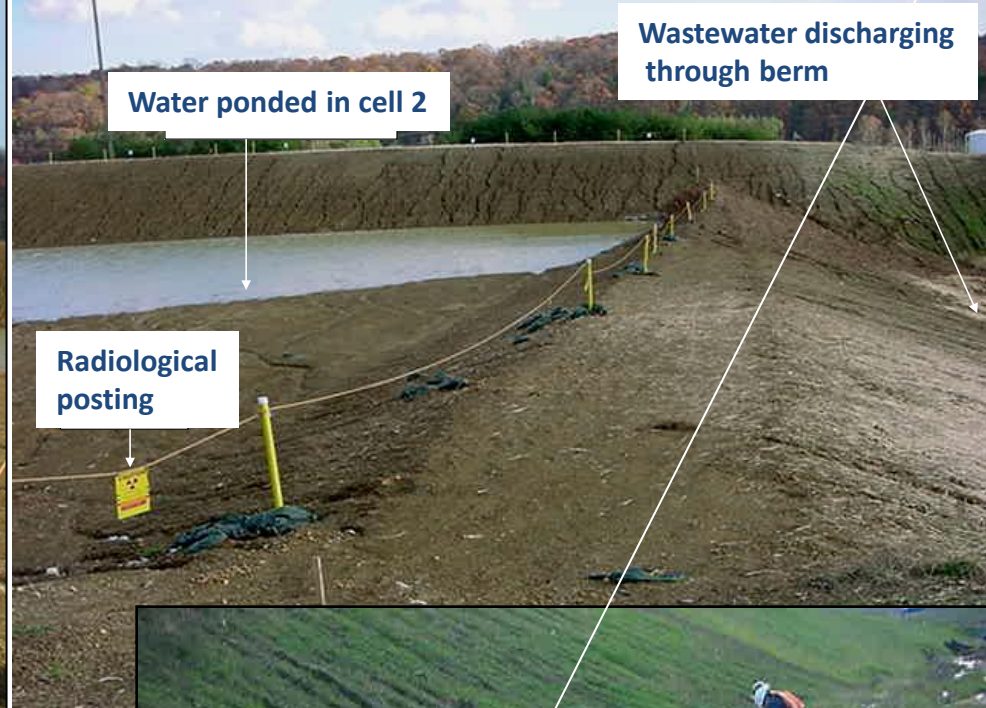 Wastewater discharging
through berm
Water ponded in cell 2
Radiological
posting